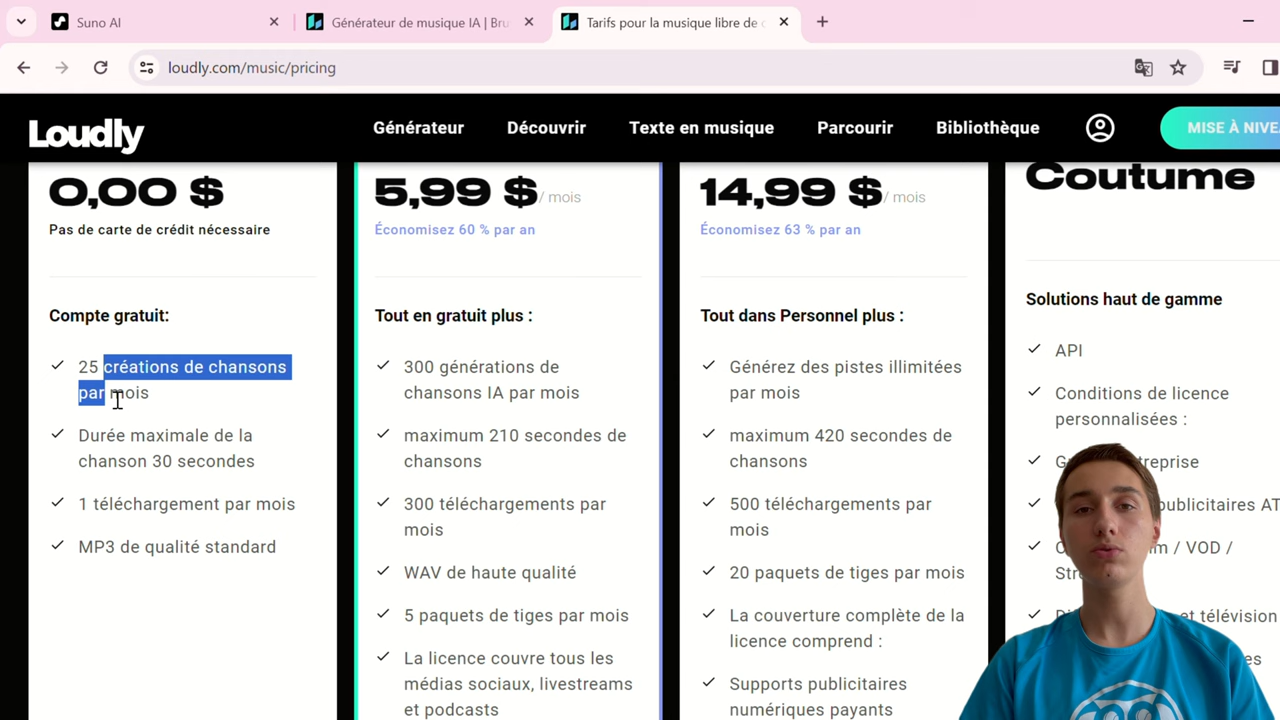 Suno AI
Générateur de musique IA | Bru
Tarifs pour la musique libre de
loudly.com/music/pricing
Loudly
Générateur
Découvrir
Texte en musique
Parcourir
Bibliothèque
MISE À NIVE
0,00 $
Pas de carte de crédit nécessaire
Compte gratuit:
25 créations de chansons
par mois
Durée maximale de la
chanson 30 secondes
1 téléchargement par mois
MP3 de qualité standard
5,99 $ / mois
Économisez 60 % par an
Tout en gratuit plus :
300 générations de
chansons IA par mois
maximum 210 secondes de
chansons
300 téléchargements par
mois
WAV de haute qualité
5 paquets de tiges par mois
La licence couvre tous les
médias sociaux, livestreams
et podcasts
14,99 $ / mois
Économisez 63 % par an
Tout dans Personnel plus :
Générez des pistes illimitées
par mois
maximum 420 secondes de
chansons
500 téléchargements par
mois
20 paquets de tiges par mois
La couverture complète de la
licence comprend :
Supports publicitaires
numériques payants
Coutume
Solutions haut de gamme
API
Conditions de licence
personnalisées :
treprise
publicitaires AT
m / VOD /
Str
et télévision
es